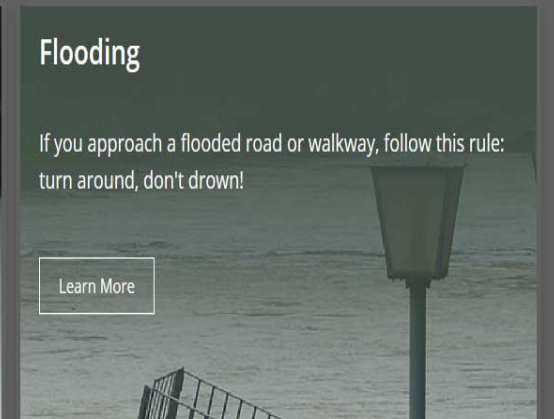 Flooding
If you approach a flooded road or walkway, follow this rule:
turn around, don't drown!
Learn More